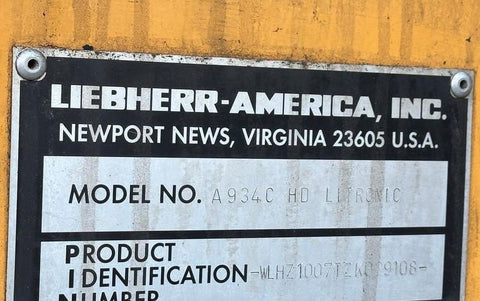 LIEBHERR-AMERICA, INC.
NEWPORT NEWS, VIRGINIA 23605 U.S.A.
MODEL NO. A934C HD LITRONIC
PRODUCT
IDENTIFICATION
NUMBER